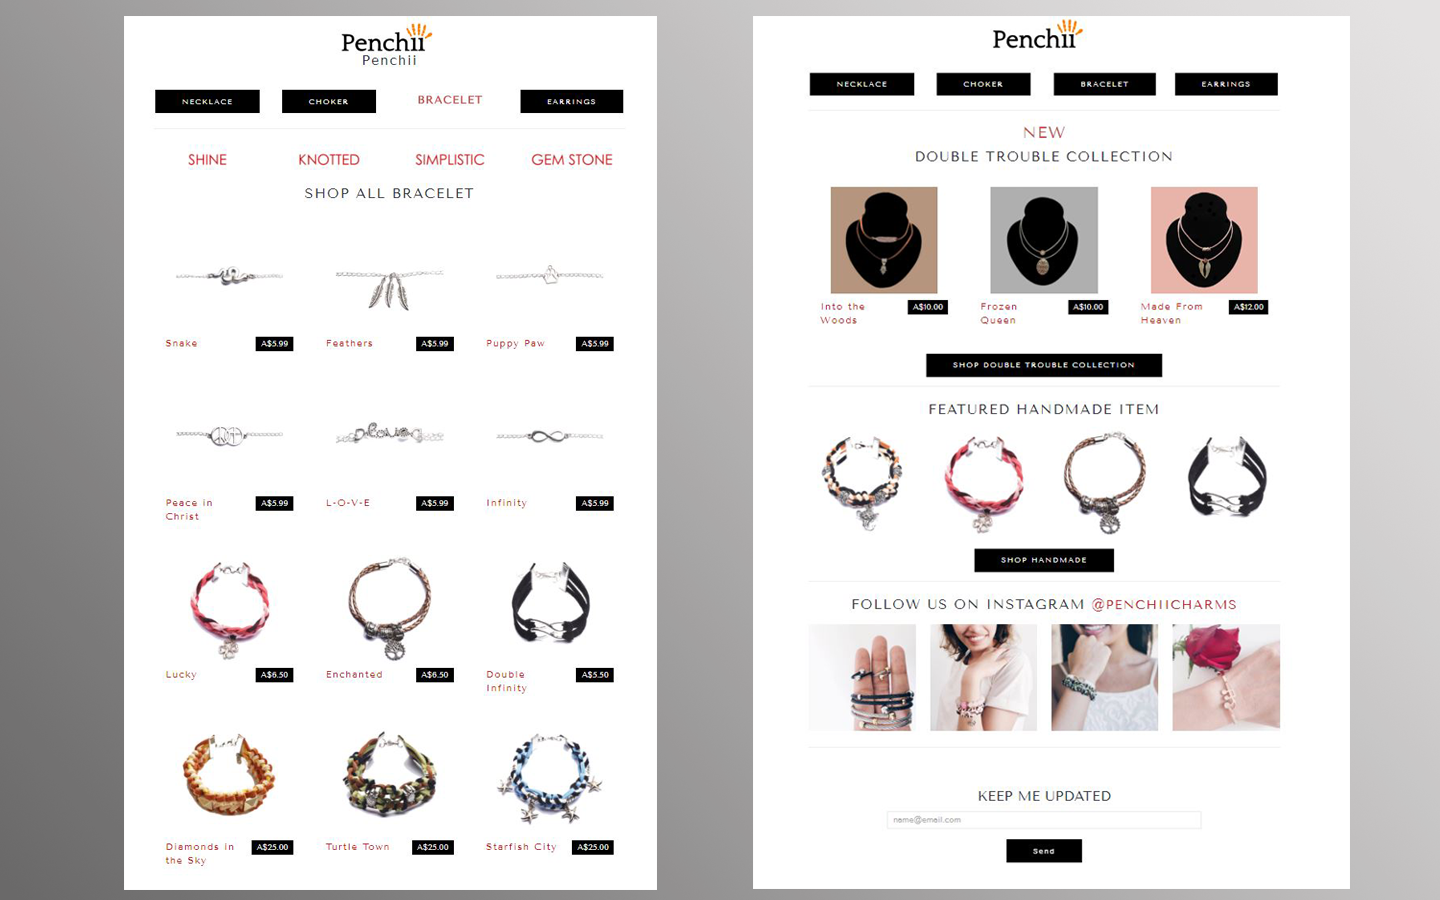 Penchii
Penchii
NECKLACE CHOKER BRACELET EARRINGS
SHINE KNOTTED SIMPLISTIC GEM STONE
SHOP ALL BRACELET
Snake A$5.99 Feathers A$5.99 Puppy Paw A$5.99
Peace in A$5.99 L-O-V-E A$5.99 Infinity A$5.99
Christ
Lucky A$6.50 Enchanted A$6.50 Double A$5.50
Infinity
Diamonds in A$25.00 Turtle Town A$25.00 Starfish City A$25.00
the Sky
Penchii
NECKLACE CHOKER BRACELET EARRINGS
NEW
DOUBLE TROUBLE COLLECTION
Into the A$10.00 Frozen A$10.00 Made From A$12.00
Woods Queen Heaven
SHOP DOUBLE TROUBLE COLLECTION
FEATURED HANDMADE ITEM
SHOP HANDMADE
FOLLOW US ON INSTAGRAM @PENCHIICHARMS
KEEP ME UPDATED
name@email.com
Send